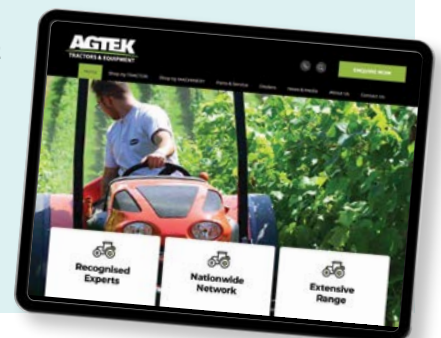 AGTEK
TRACTORS & EQUIPMENT
ENQUIRE NOW
Home Shop by TRACTOR Shop by MACHINERY Parts & Service Dealers News & Media About Us Contact Us
Recognised
Experts
Nationwide
Network
Extensive
Range